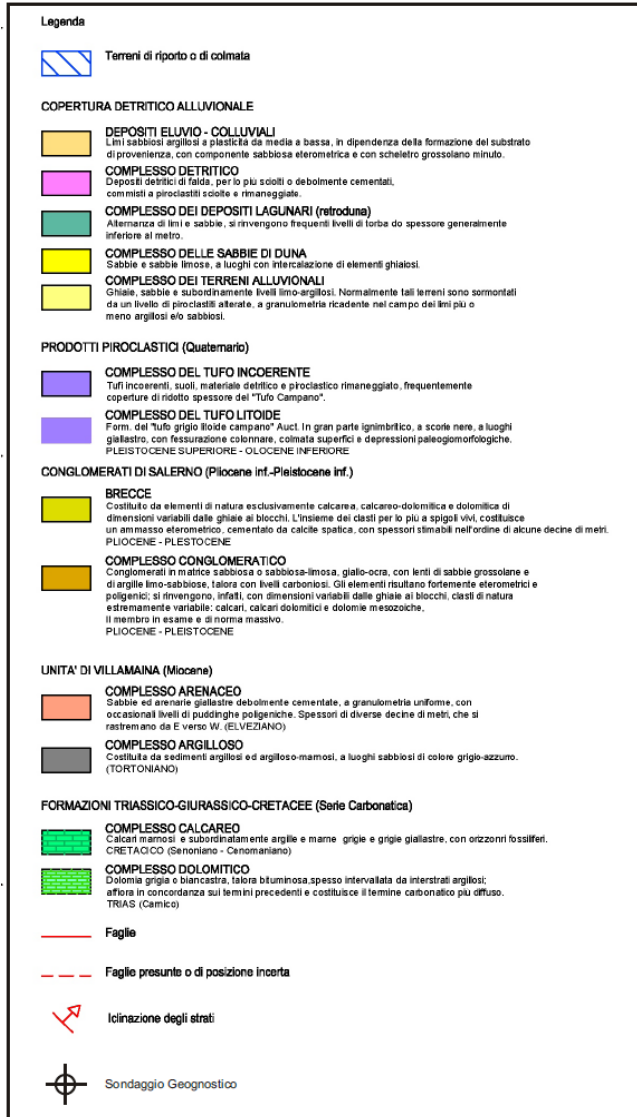 Legenda
Terreni di riporto o di colmata
COPERTURA DETRITICO ALLUVIONALE
DEPOSITI ELUVIO - COLLUVIALI
Limi sabbiosi argillosi a plasticità da media a bassa, in dipendenza della formazione del substrato
di provenienza, con componente sabbiosa eterometrica e con scheletro grossolano minuto.
COMPLESSO DETRITICO
Depositi detritici di falda, per lo più sciolti o debolmente cementati,
commisti a piroclastiti sciolte e rimaneggiate.
COMPLESSO DEI DEPOSITI LAGUNARI (retroduna)
Alternanza di limi e sabbie, si rinvengono frequenti livelli di torba do spessore generalmente
inferiore al metro.
COMPLESSO DELLE SABBIE DI DUNA
Sabbie e sabbie limose, a luoghi con intercalazione di elementi ghiaiosi.
COMPLESSO DEI TERRENI ALLUVIONALI
Ghiaie, sabbie e subordinamente livelli limo-argillosi. Normalmente tali terreni sono sormontati
da un livello di piroclastiti alterate, a granulometria ricadente nel campo dei limi più o
meno argillosi e/o sabbiosi.
PRODOTTI PIROCLASTICI (Quaternario)
COMPLESSO DEL TUFO INCOERENTE
Tufi incoerenti, suoli, materiale detritico e piroclastico rimaneggiato, frequentemente
coperture di ridotto spessore del "Tufo Campano".
COMPLESSO DEL TUFO LITOIDE
Form. del "tufo grigio litoide campano" Auct. In gran parte ignimbritico, a scorie nere, a luoghi
giallastro, con fessurazione colonnare, colmata superfici e depressioni paleogiomorfologiche.
PLEISTOCENE SUPERIORE - OLOCENE INFERIORE
CONGLOMERATI DI SALERNO (Pliocene inf.-Pleistocene inf.)
BRECCE
Costituito da elementi di natura esclusivamente calcarea, calcareo-dolomitica e dolomitica di
dimensioni variabili dalle ghiaie ai blocchi. L'insieme dei clasti per lo più a spigoli vivi, costituisce
un ammasso eterometrico, cementato da calcite spatica, con spessori stimabili nell'ordine di alcune decine di metri.
PLIOCENE - PLESTOCENE
COMPLESSO CONGLOMERATICO
Conglomerati in matrice sabbiosa o sabbiosa-limosa, giallo-ocra, con lenti di sabbie grossolane e
di argille limo-sabbiose, talora con livelli carboniosi. Gli elementi risultano fortemente eterometrici e
poligenici; si rinvengono, infatti, con dimensioni variabili dalle ghiaie ai blocchi, clasti di natura
estremamente variabile: calcari, calcari dolomitici e dolomie mesozoiche.
Il membro in esame e di norma massivo.
PLIOCENE - PLEISTOCENE
UNITA' DI VILLAMAINA (Miocene)
COMPLESSO ARENACEO
Sabbie ed arenarie giallastre debolmente cementate, a granulometria uniforme, con
occasionali livelli di puddinghe poligeniche. Spessori di diverse decine di metri, che si
rastremano da E verso W. (ELVEZIANO)
COMPLESSO ARGILLOSO
Costituita da sedimenti argillosi ed argilloso-marnosi, a luoghi sabbiosi di colore grigio-azzurro.
(TORTONIANO)
FORMAZIONI TRIASSICO-GIURASSICO-CRETACEE (Serie Carbonatica)
COMPLESSO CALCAREO
Calcari marnosi e subordinatamente argille e marne grigie e grigie giallastre, con orizzonri fossiliferi.
CRETACICO (Senoniano - Cenomaniano)
COMPLESSO DOLOMITICO
Dolomia grigia o biancastra, talora bituminosa,spesso intervallata da interstrati argillosi;
affiora in concordanza sui termini precedenti e costituisce il termine carbonatico più diffuso.
TRIAS (Carnico)
Faglie
Faglie presunte o di posizione incerta
Iclinazione degli strati
Sondaggio Geognostico